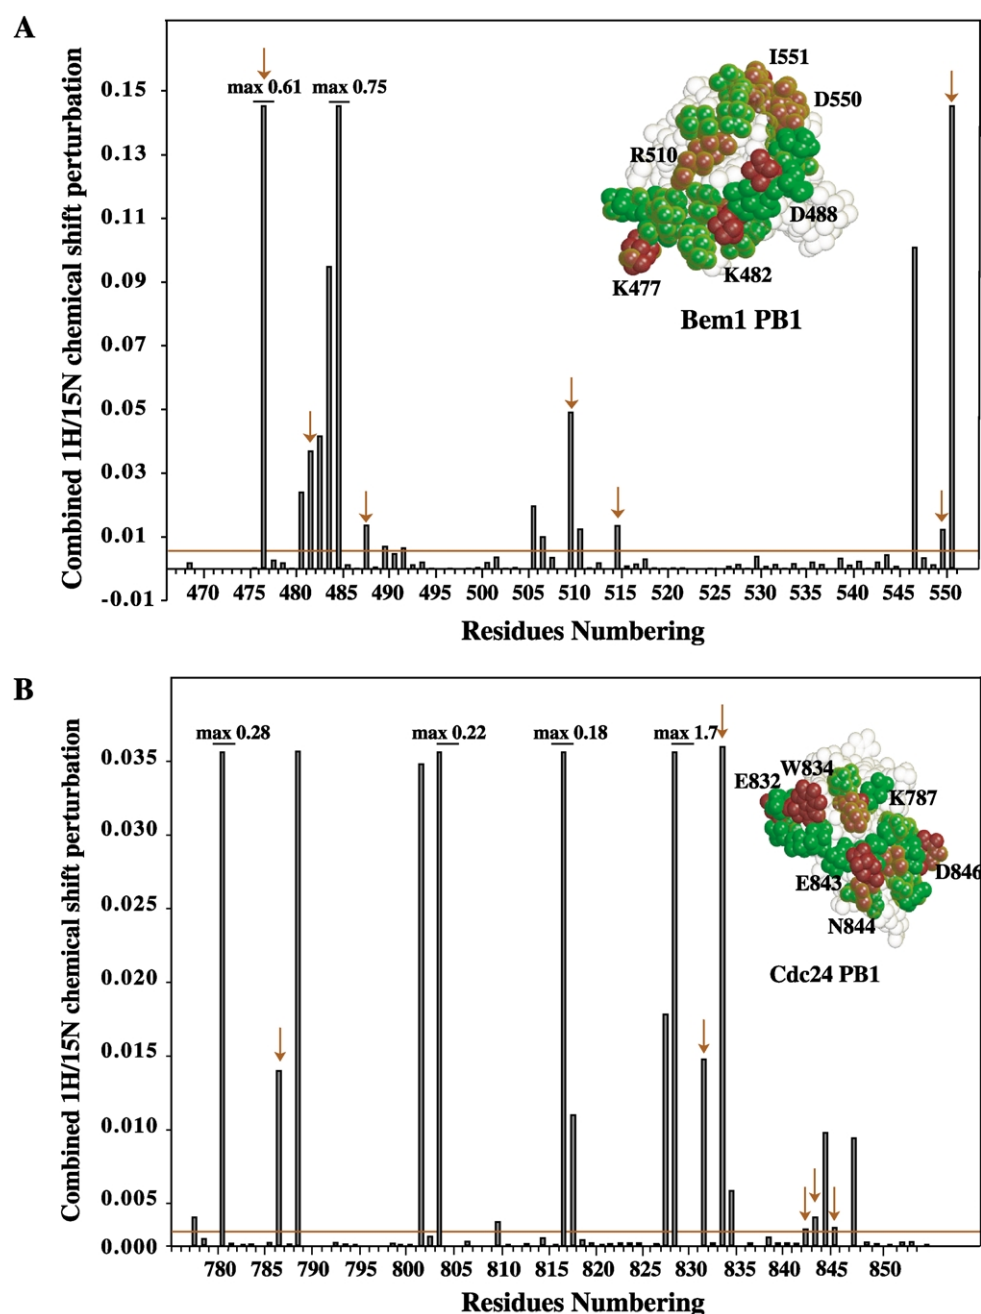 A
Combined 1H/15N chemical shift perturbation
0.15
0.13
0.11
0.09
0.07
0.05
0.03
0.01
-0.01
max 0.61
max 0.75
I551
D550
R510
D488
K482
K477
Bem1 PB1
470 475 480 485 490 495 500 505 510 515 520 525 530 535 540 545 550
Residues Numbering
B
Combined 1H/15N chemical shift perturbation
0.035
0.030
0.025
0.020
0.015
0.010
0.005
0.000
max 0.28
max 0.22
max 0.18
max 1.7
W834
E832
K787
D846
E843
N844
Cdc24 PB1
780 785 790 795 800 805 810 815 820 825 830 835 840 845 850
Residues Numbering